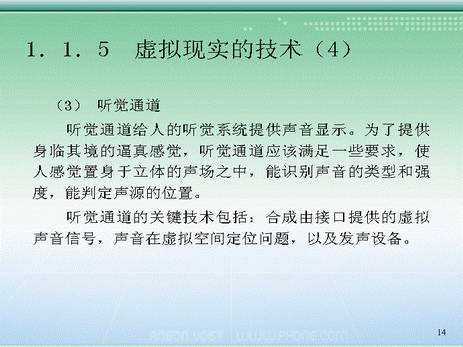 1．1．5　虚拟现实的技术（4）
（3） 听觉通道
听觉通道给人的听觉系统提供声音显示。为了提供
身临其境的逼真感觉，听觉通道应该满足一些要求，使
人感觉置身于立体的声场之中，能识别声音的类型和强
度，能判定声源的位置。
听觉通道的关键技术包括：合成由接口提供的虚拟
声音信号，声音在虚拟空间定位问题，以及发声设备。
14